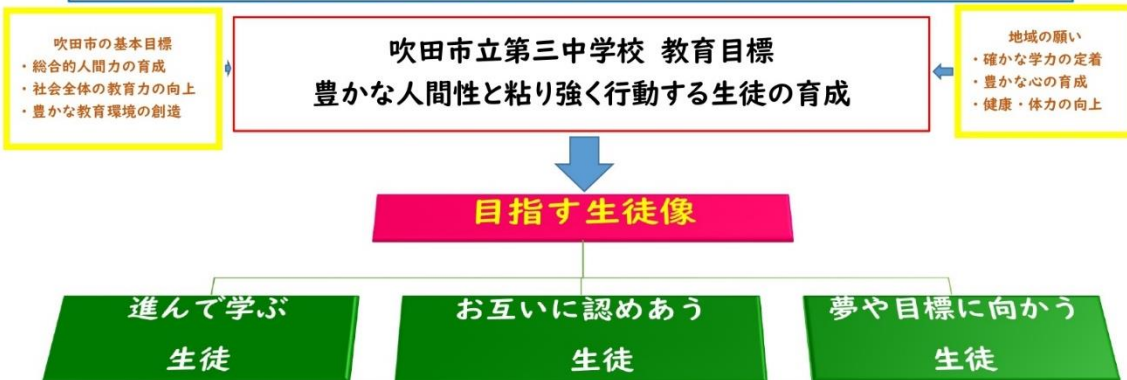 吹田市の基本目標
・総合的人間力の育成
・社会全体の教育力の向上
・豊かな教育環境の創造
吹田市立第三中学校 教育目標
豊かな人間性と粘り強く行動する生徒の育成
地域の願い
・確かな学力の定着
・豊かな心の育成
・健康・体力の向上
目指す生徒像
進んで学ぶ
生徒
お互いに認めあう
生徒
夢や目標に向かう
生徒